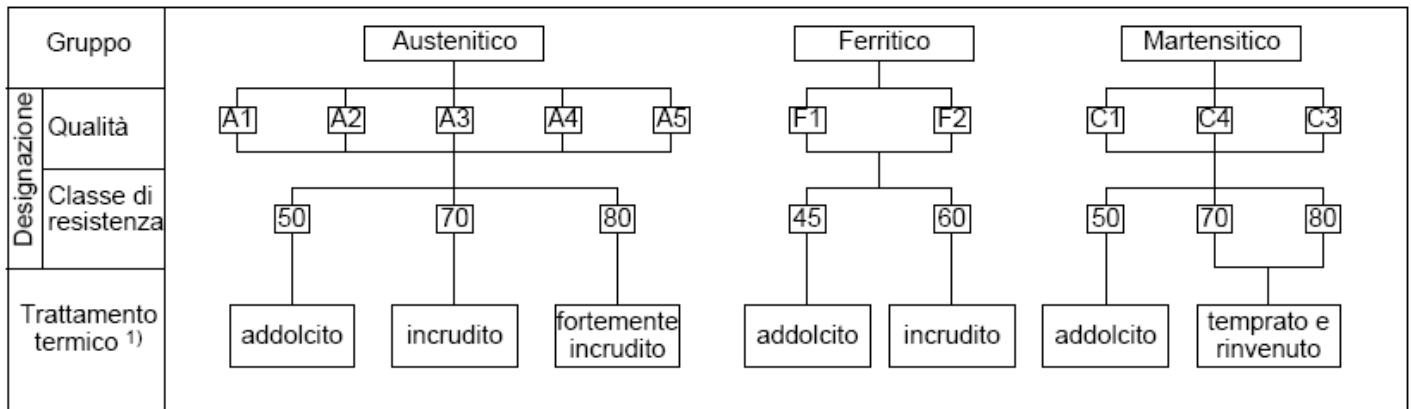 Gruppo
Austenitico
Ferritico
Martensitico
Designazione
Qualità
A1 A2 A3 A4 A5
F1 F2
C1 C4 C3
Classe di
resistenza
50 70 80
45 60
50 70 80
Trattamento
termico 1)
addolcito
incrudito
fortemente
incrudito
addolcito
incrudito
addolcito
temprato e
rinvenuto